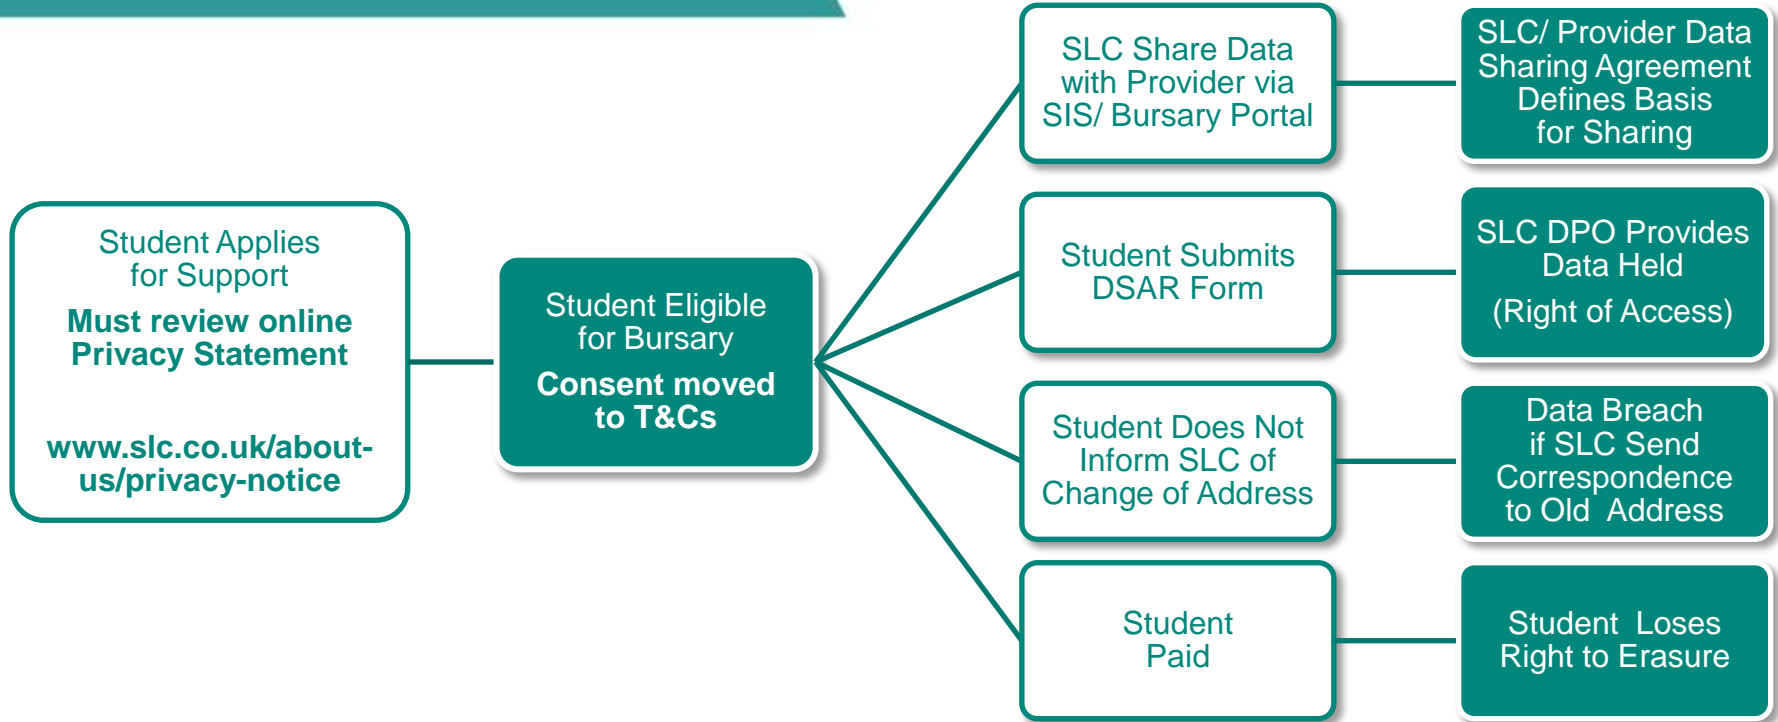 Student Applies
for Support
Must review online
Privacy Statement
www.slc.co.uk/about-
us/privacy-notice
Student Eligible
for Bursary
Consent moved
to T&Cs
SLC Share Data
with Provider via
SIS/ Bursary Portal
SLC/ Provider Data
Sharing Agreement
Defines Basis
for Sharing
Student Submits
DSAR Form
SLC DPO Provides
Data Held
(Right of Access)
Student Does Not
Inform SLC of
Change of Address
Data Breach
if SLC Send
Correspondence
to Old Address
Student
Paid
Student Loses
Right to Erasure